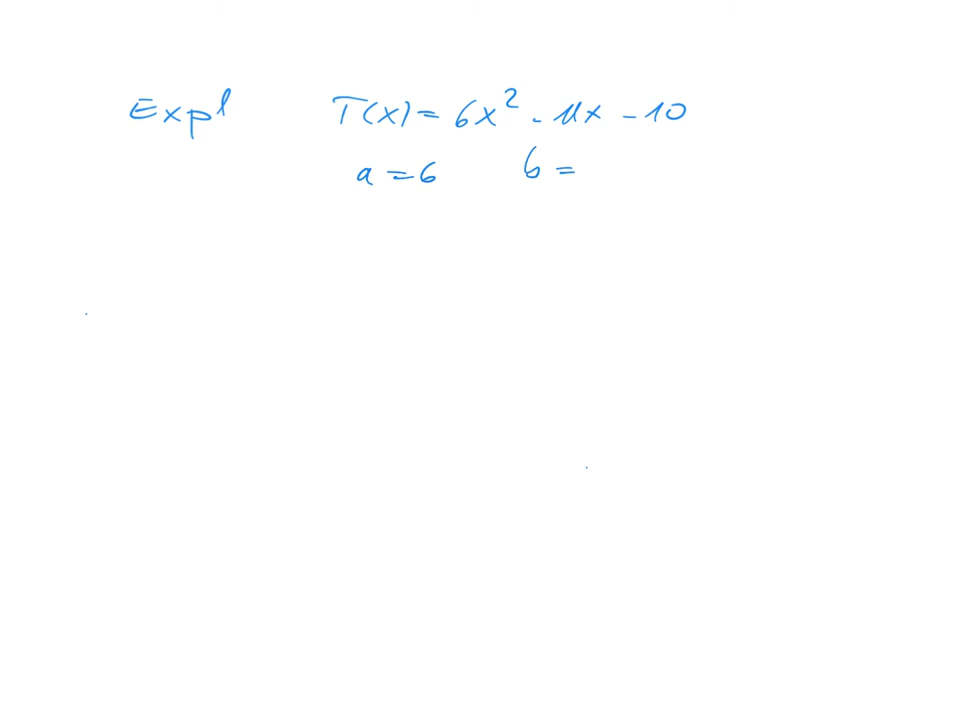 Expl T(x) = 6x² - 11x - 10
a = 6 b =